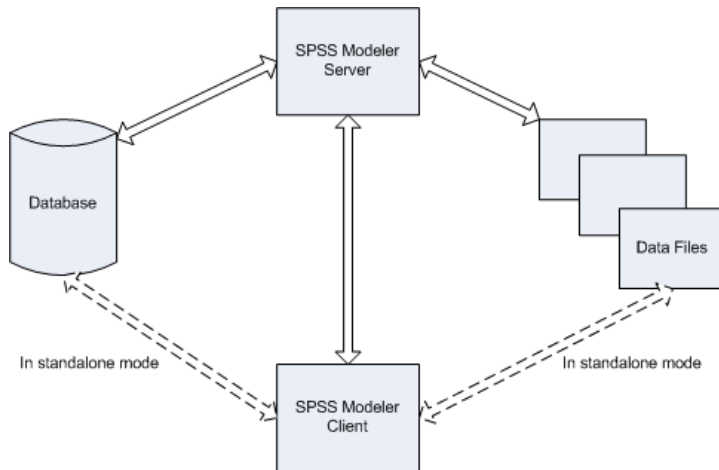 SPSS Modeler
Server
Database
Data Files
In standalone mode
In standalone mode
SPSS Modeler
Client